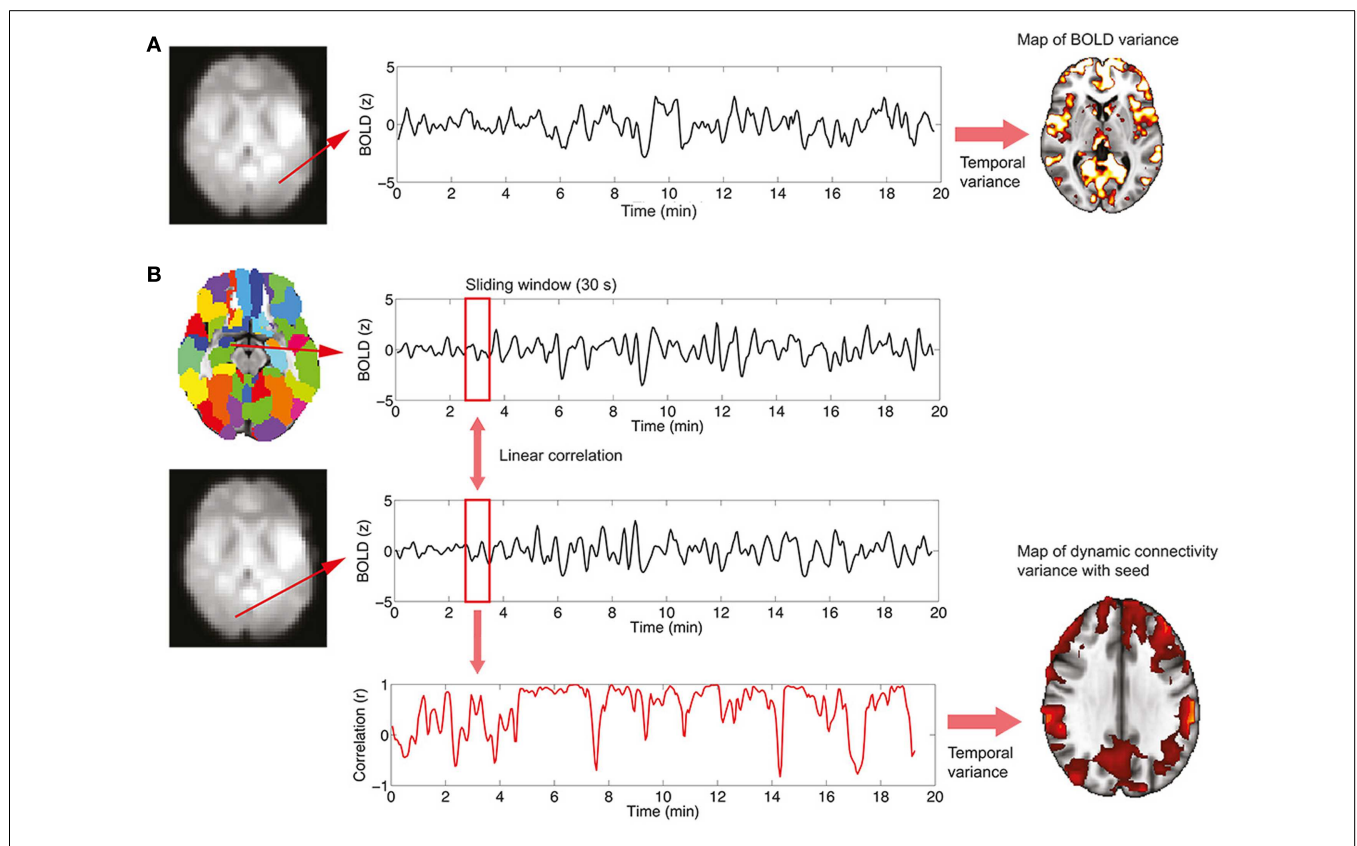 A
Map of BOLD variance
BOLD (z)
5
0
−5
0 2 4 6 8 10 12 14 16 18 20
Time (min)
Temporal
variance
B
Sliding window (30 s)
BOLD (z)
5
0
−5
0 2 4 6 8 10 12 14 16 18 20
Time (min)
Linear correlation
BOLD (z)
5
0
−5
0 2 4 6 8 10 12 14 16 18 20
Time (min)
Map of dynamic connectivity
variance with seed
Correlation (r)
1
0
−1
0 2 4 6 8 10 12 14 16 18 20
Time (min)
Temporal
variance